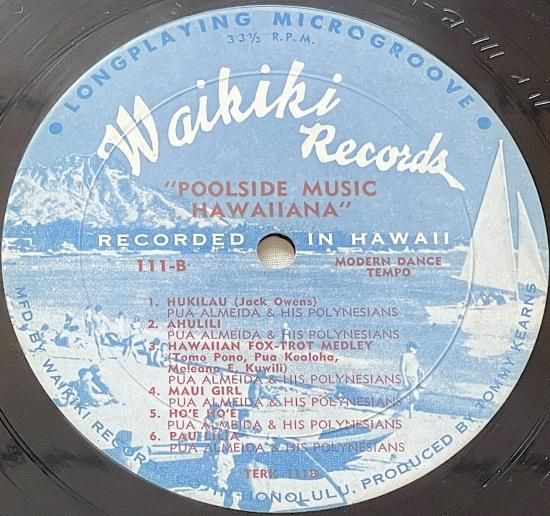 • LONGPLAYING MICROGROOVE •
33⅓ R.P.M.
Waikiki
Records
"POOLSIDE MUSIC
HAWAIIANA"
RECORDED IN HAWAII
111-B
MODERN DANCE
TEMPO
1. HUKILAU (Jack Owens)
PUA ALMEIDA & HIS POLYNESIANS
2. AHULILI
PUA ALMEIDA & HIS POLYNESIANS
3. HAWAIIAN FOX-TROT MEDLEY
(Tomo Pono, Pua Kealoha,
Meleana E, Kuwili)
PUA ALMEIDA & HIS POLYNESIANS
4. MAUI GIRL
PUA ALMEIDA & HIS POLYNESIANS
5. HO'E HO'E
PUA ALMEIDA & HIS POLYNESIANS
6. PAU LILIA
PUA ALMEIDA & HIS POLYNESIANS
MFD. BY WAIKIKI RECORD HONOLULU. PRODUCED BY TOMMY KEARNS